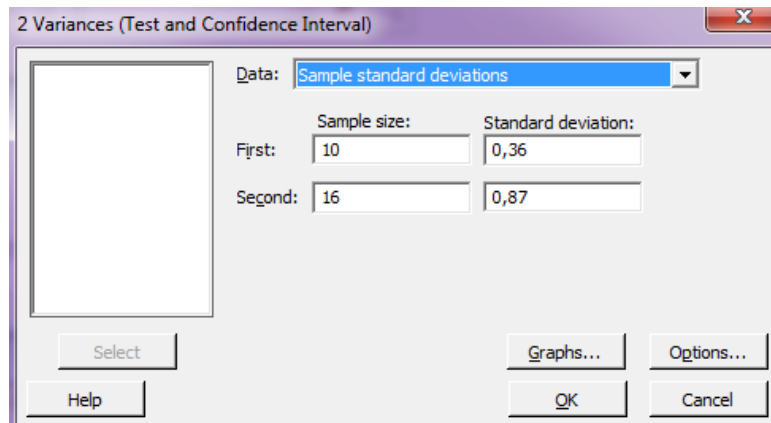 2 Variances (Test and Confidence Interval)
X
Data: Sample standard deviations
Sample size: Standard deviation:
First: 10 0,36
Second: 16 0,87
Select Graphs... Options...
Help OK Cancel